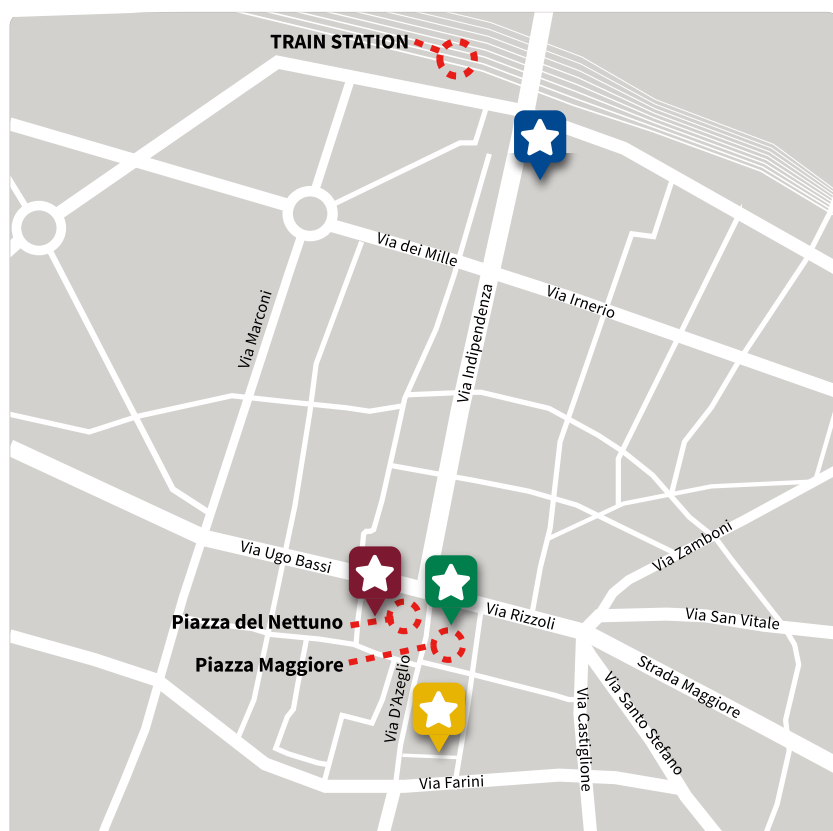 TRAIN STATION
Via dei Mille
Via Irnerio
Via Marconi
Via Indipendenza
Via Zamboni
Via Ugo Bassi
Via Rizzoli
Piazza del Nettuno
Via San Vitale
Piazza Maggiore
Strada Maggiore
Via D'Azeglio
Via Santo Stefano
Via Castiglione
Via Farini